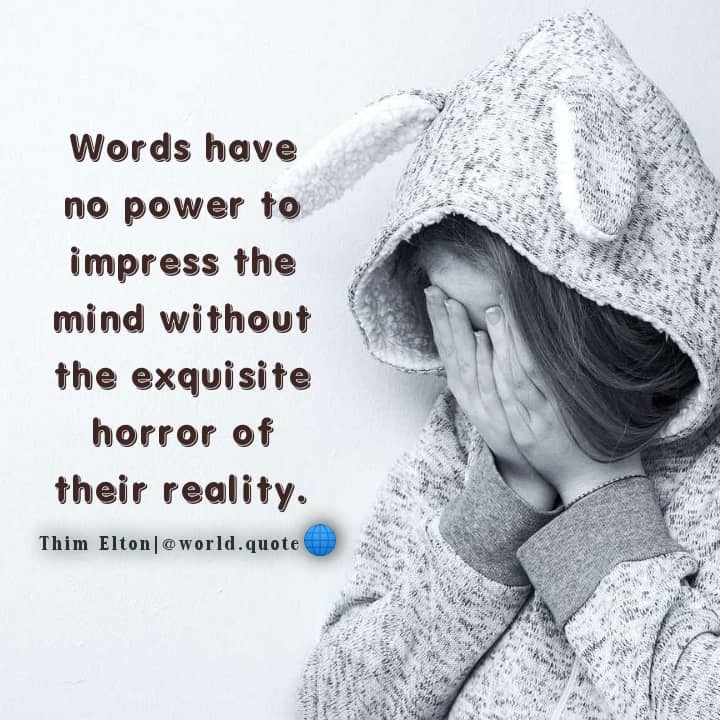 Words have
no power to
impress the
mind without
the exquisite
horror of
their reality.
Thim Elton|@world.quote